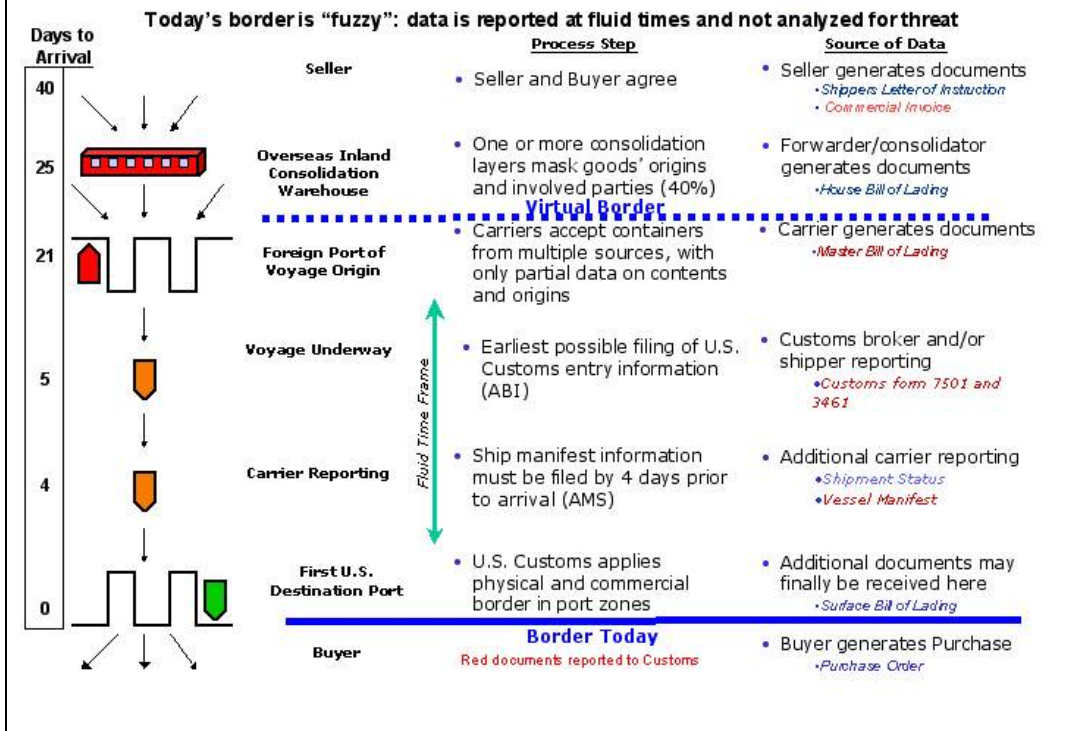 Today's border is "fuzzy": data is reported at fluid times and not analyzed for threat
Days to
Arrival
Process Step
Source of Data
40
Seller
• Seller and Buyer agree
• Seller generates documents
•Shippers Letter of Instruction
• Commercial Invoice
25
Overseas Inland
Consolidation
Warehouse
• One or more consolidation
layers mask goods' origins
and involved parties (40%)
• Forwarder/consolidator
generates documents
•House Bill of Lading
Virtual Border
21
Foreign Port of
Voyage Origin
• Carriers accept containers
from multiple sources, with
only partial data on contents
and origins
• Carrier generates documents
•Master Bill of Lading
Fluid Time Frame
5
Voyage Underway
• Earliest possible filing of U.S.
Customs entry information
(ABI)
• Customs broker and/or
shipper reporting
•Customs form 7501 and
3461
4
Carrier Reporting
• Ship manifest information
must be filed by 4 days prior
to arrival (AMS)
• Additional carrier reporting
•Shipment Status
•Vessel Manifest
0
First U.S.
Destination Port
• U.S. Customs applies
physical and commercial
border in port zones
• Additional documents may
finally be received here
•Surface Bill of Lading
Border Today
Buyer
Red documents reported to Customs
• Buyer generates Purchase
•Purchase Order